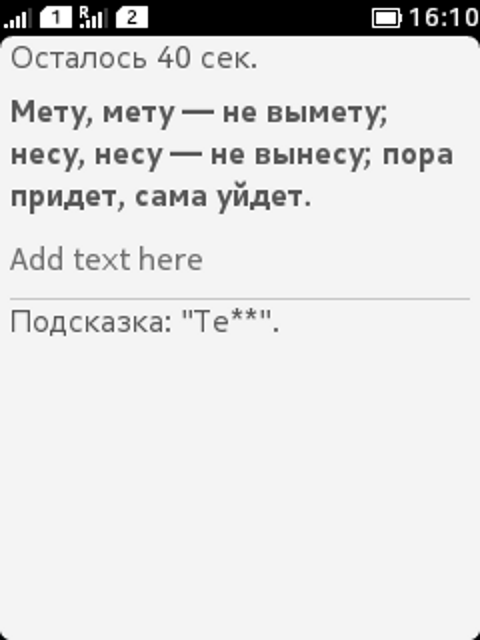 1 R 2 16:10
Осталось 40 сек.
Мету, мету — не вымету;
несу, несу — не вынесу; пора
придет, сама уйдет.
Add text here
Подсказка: "Те**".